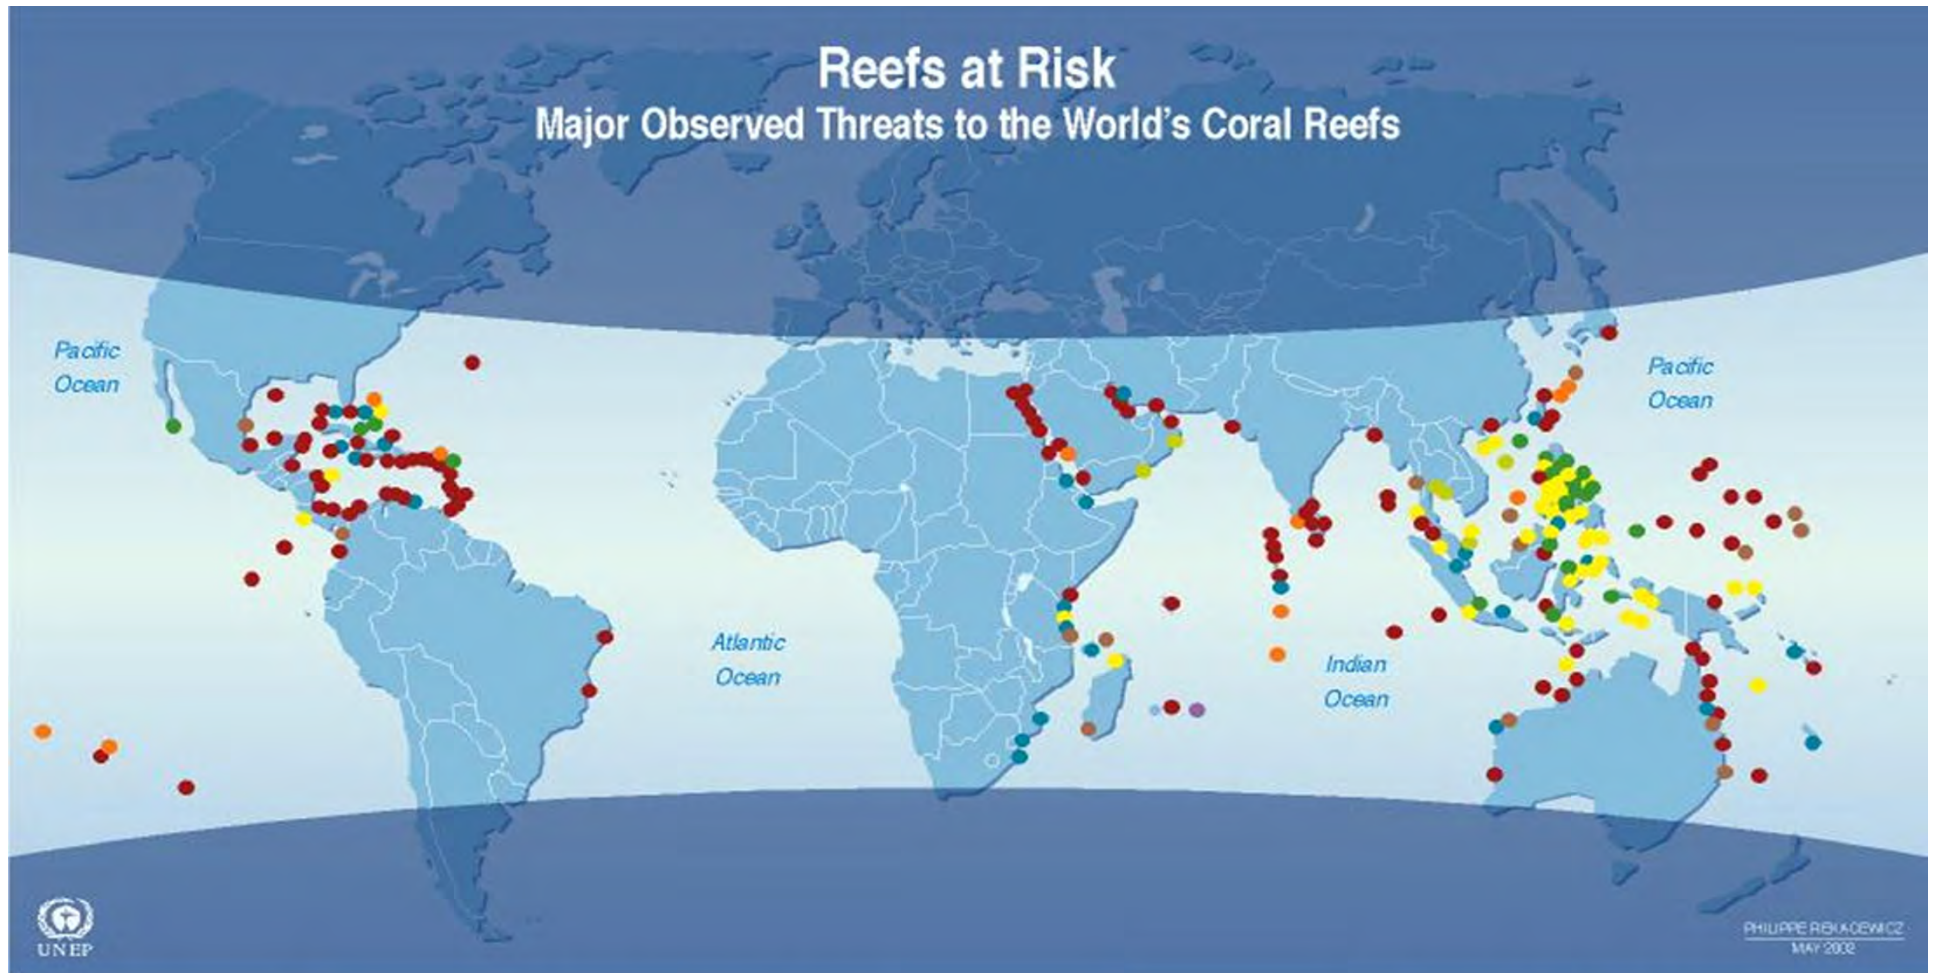 Reefs at Risk
Major Observed Threats to the World's Coral Reefs
Pacific
Ocean
Pacific
Ocean
Atlantic
Ocean
Indian
Ocean
UNEP
PHILIPPE REKACEWICZ
MAY 2002